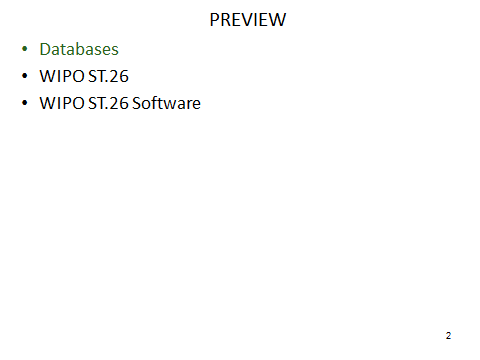 PREVIEW
• Databases
• WIPO ST.26
• WIPO ST.26 Software
2